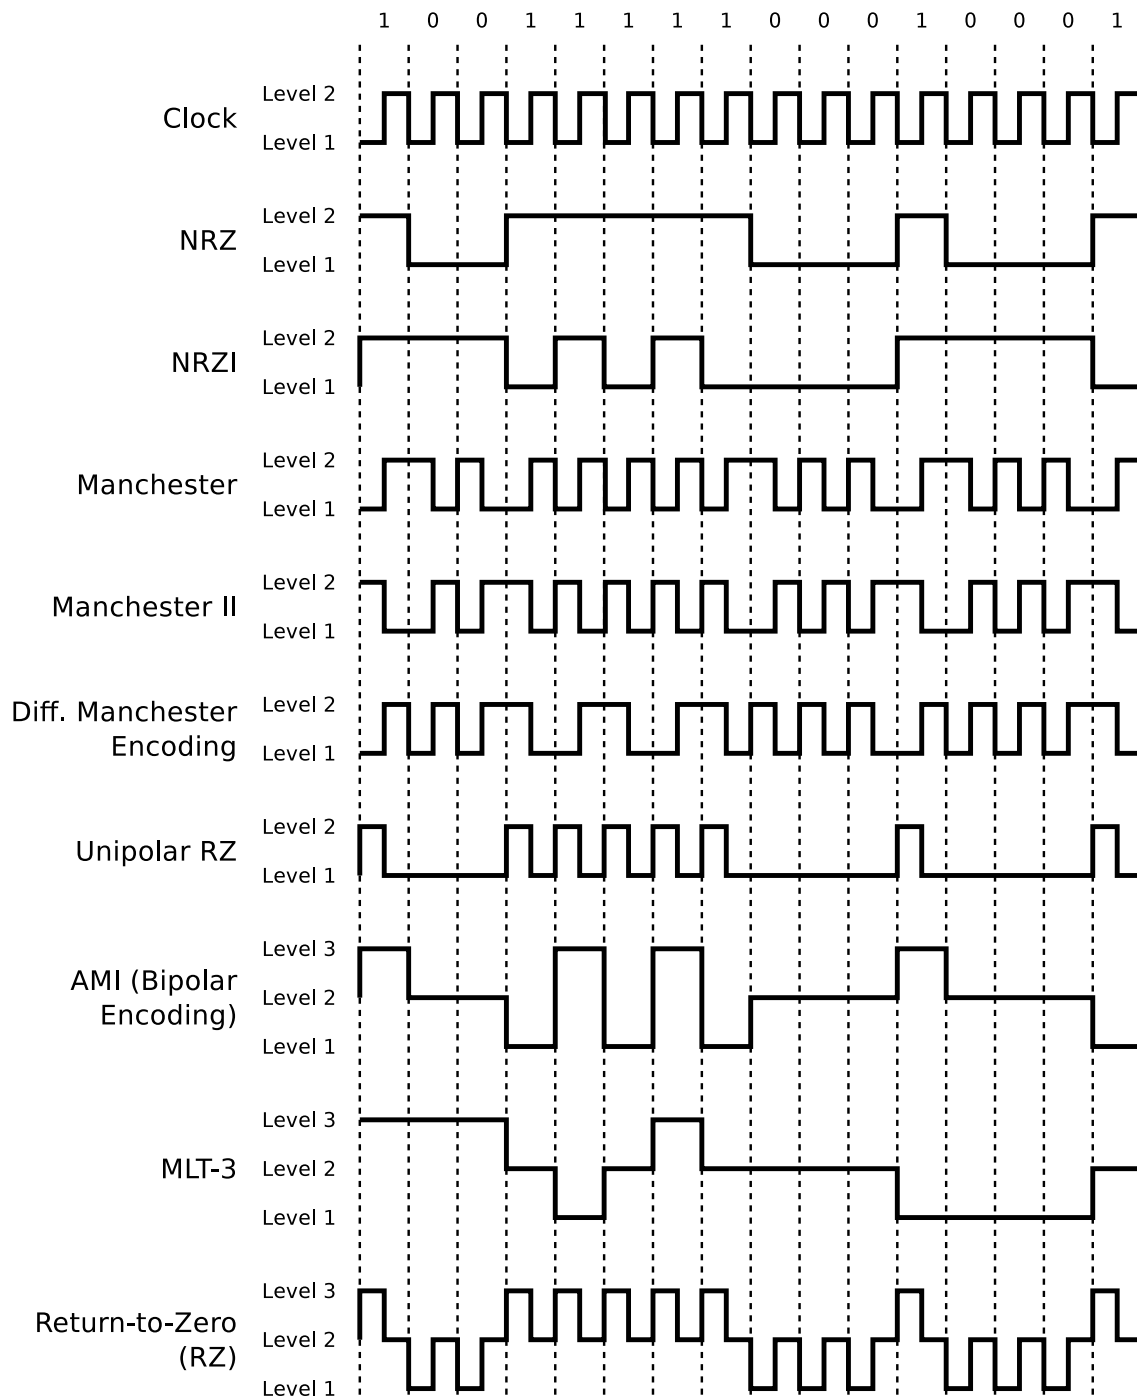 1 0 0 1 1 1 1 1 0 0 0 1 0 0 0 1
Clock
Level 2
Level 1
NRZ
Level 2
Level 1
NRZI
Level 2
Level 1
Manchester
Level 2
Level 1
Manchester II
Level 2
Level 1
Diff. Manchester
Encoding
Level 2
Level 1
Unipolar RZ
Level 2
Level 1
AMI (Bipolar
Encoding)
Level 3
Level 2
Level 1
MLT-3
Level 3
Level 2
Level 1
Return-to-Zero
(RZ)
Level 3
Level 2
Level 1